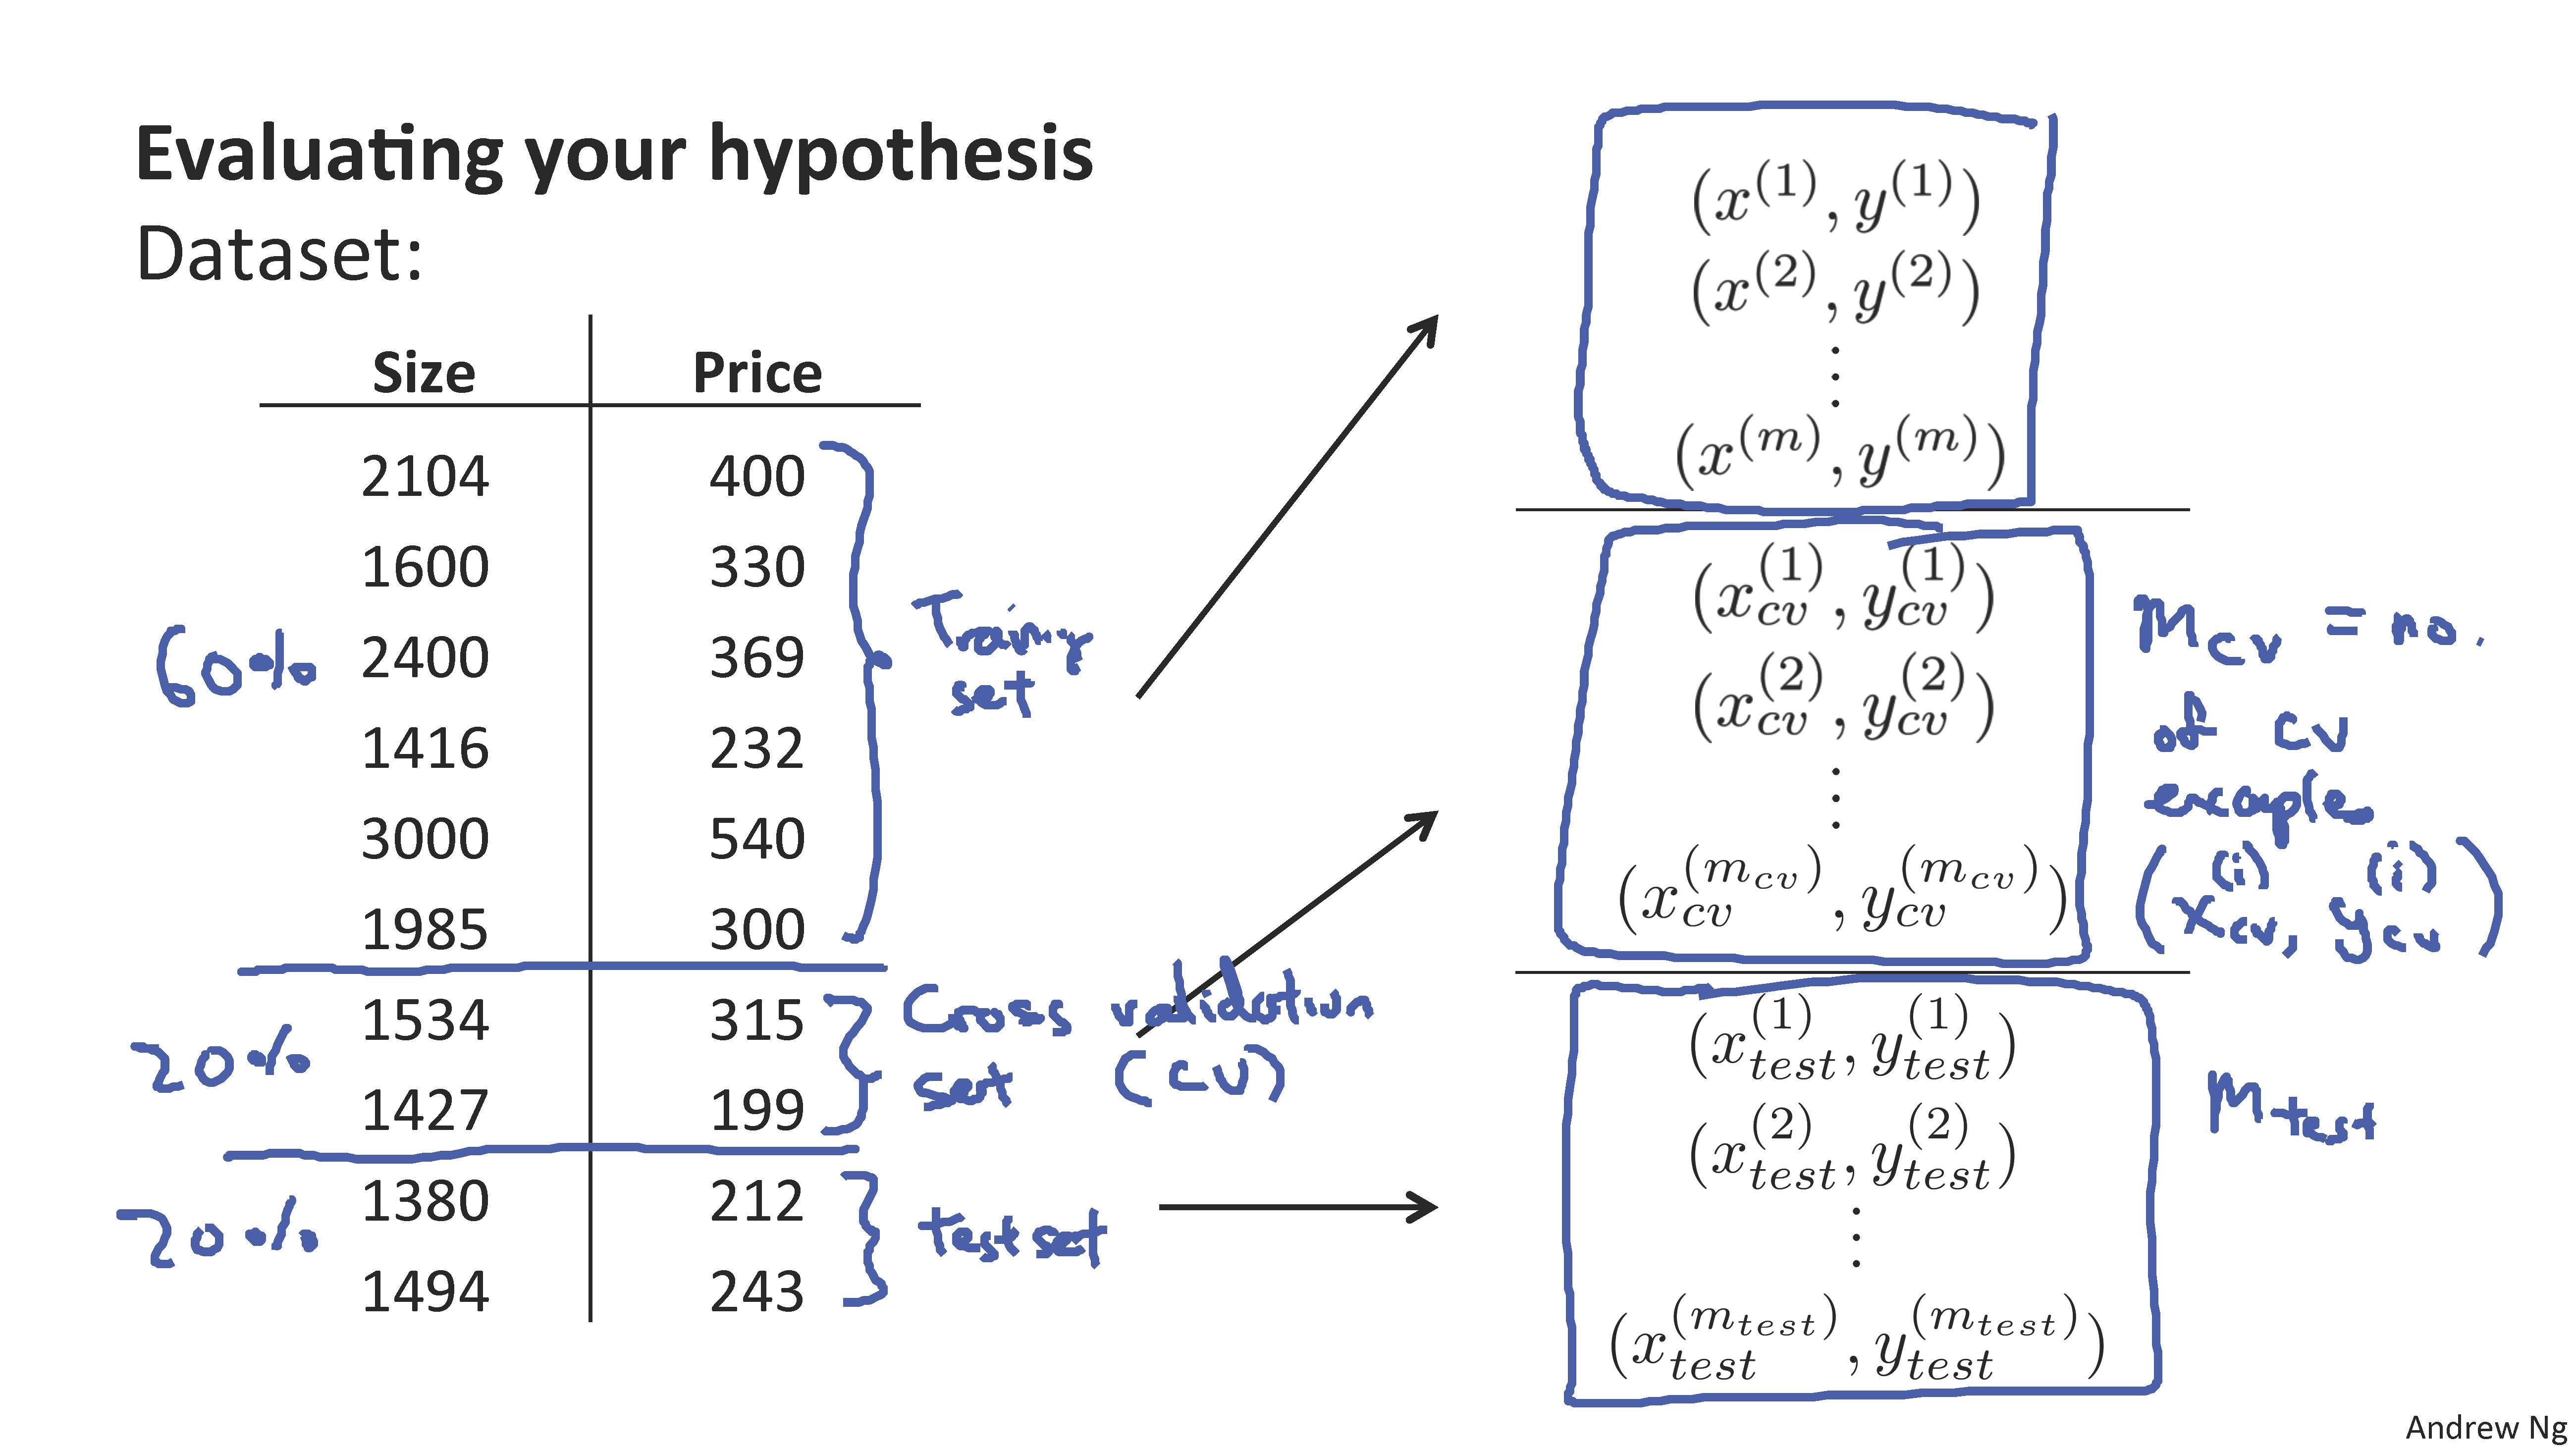 Evaluating your hypothesis
Dataset:
Size Price
2104 400
1600 330
2400 369
1416 232
3000 540
1985 300
1534 315
1427 199
1380 212
1494 243
60%
20%
20%
Training
set
Cross validation
set (CV)
test set
(x^{(1)}, y^{(1)})
(x^{(2)}, y^{(2)})
⋮
(x^{(m)}, y^{(m)})
(x_{cv}^{(1)}, y_{cv}^{(1)})
(x_{cv}^{(2)}, y_{cv}^{(2)})
⋮
(x_{cv}^{(m_{cv})}, y_{cv}^{(m_{cv})})
(x_{test}^{(1)}, y_{test}^{(1)})
(x_{test}^{(2)}, y_{test}^{(2)})
⋮
(x_{test}^{(m_{test})}, y_{test}^{(m_{test})})
m_{cv} = no.
of cv
example
(x_{cv}^{(i)}, y_{cv}^{(i)})
m_{test}
Andrew Ng